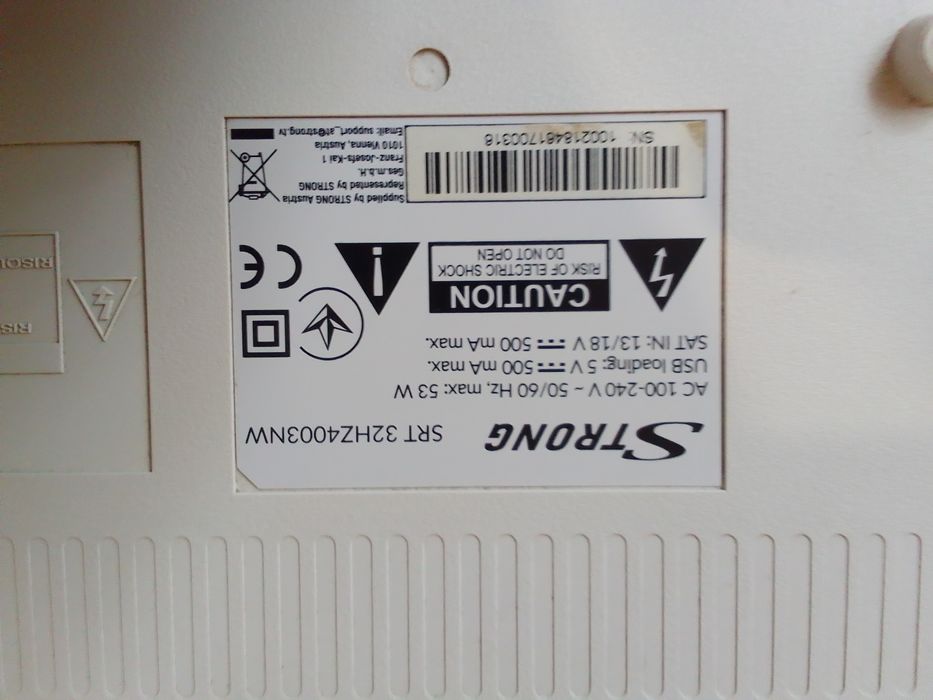 STRONG SRT 32HZ4003NW
AC 100-240 V ~ 50/60 Hz, max: 53 W
USB loading: 5 V 500 mA max.
SAT IN: 13/18 V 500 mA max.
CAUTION
RISK OF ELECTRIC SHOCK
DO NOT OPEN
CE
SN: 100218481700316
Supplied by STRONG Austria
Represented by STRONG
Ges.m.b.H.
Franz-Josefs-Kai 1
1010 Vienna, Austria
Email: support_at@strong.tv